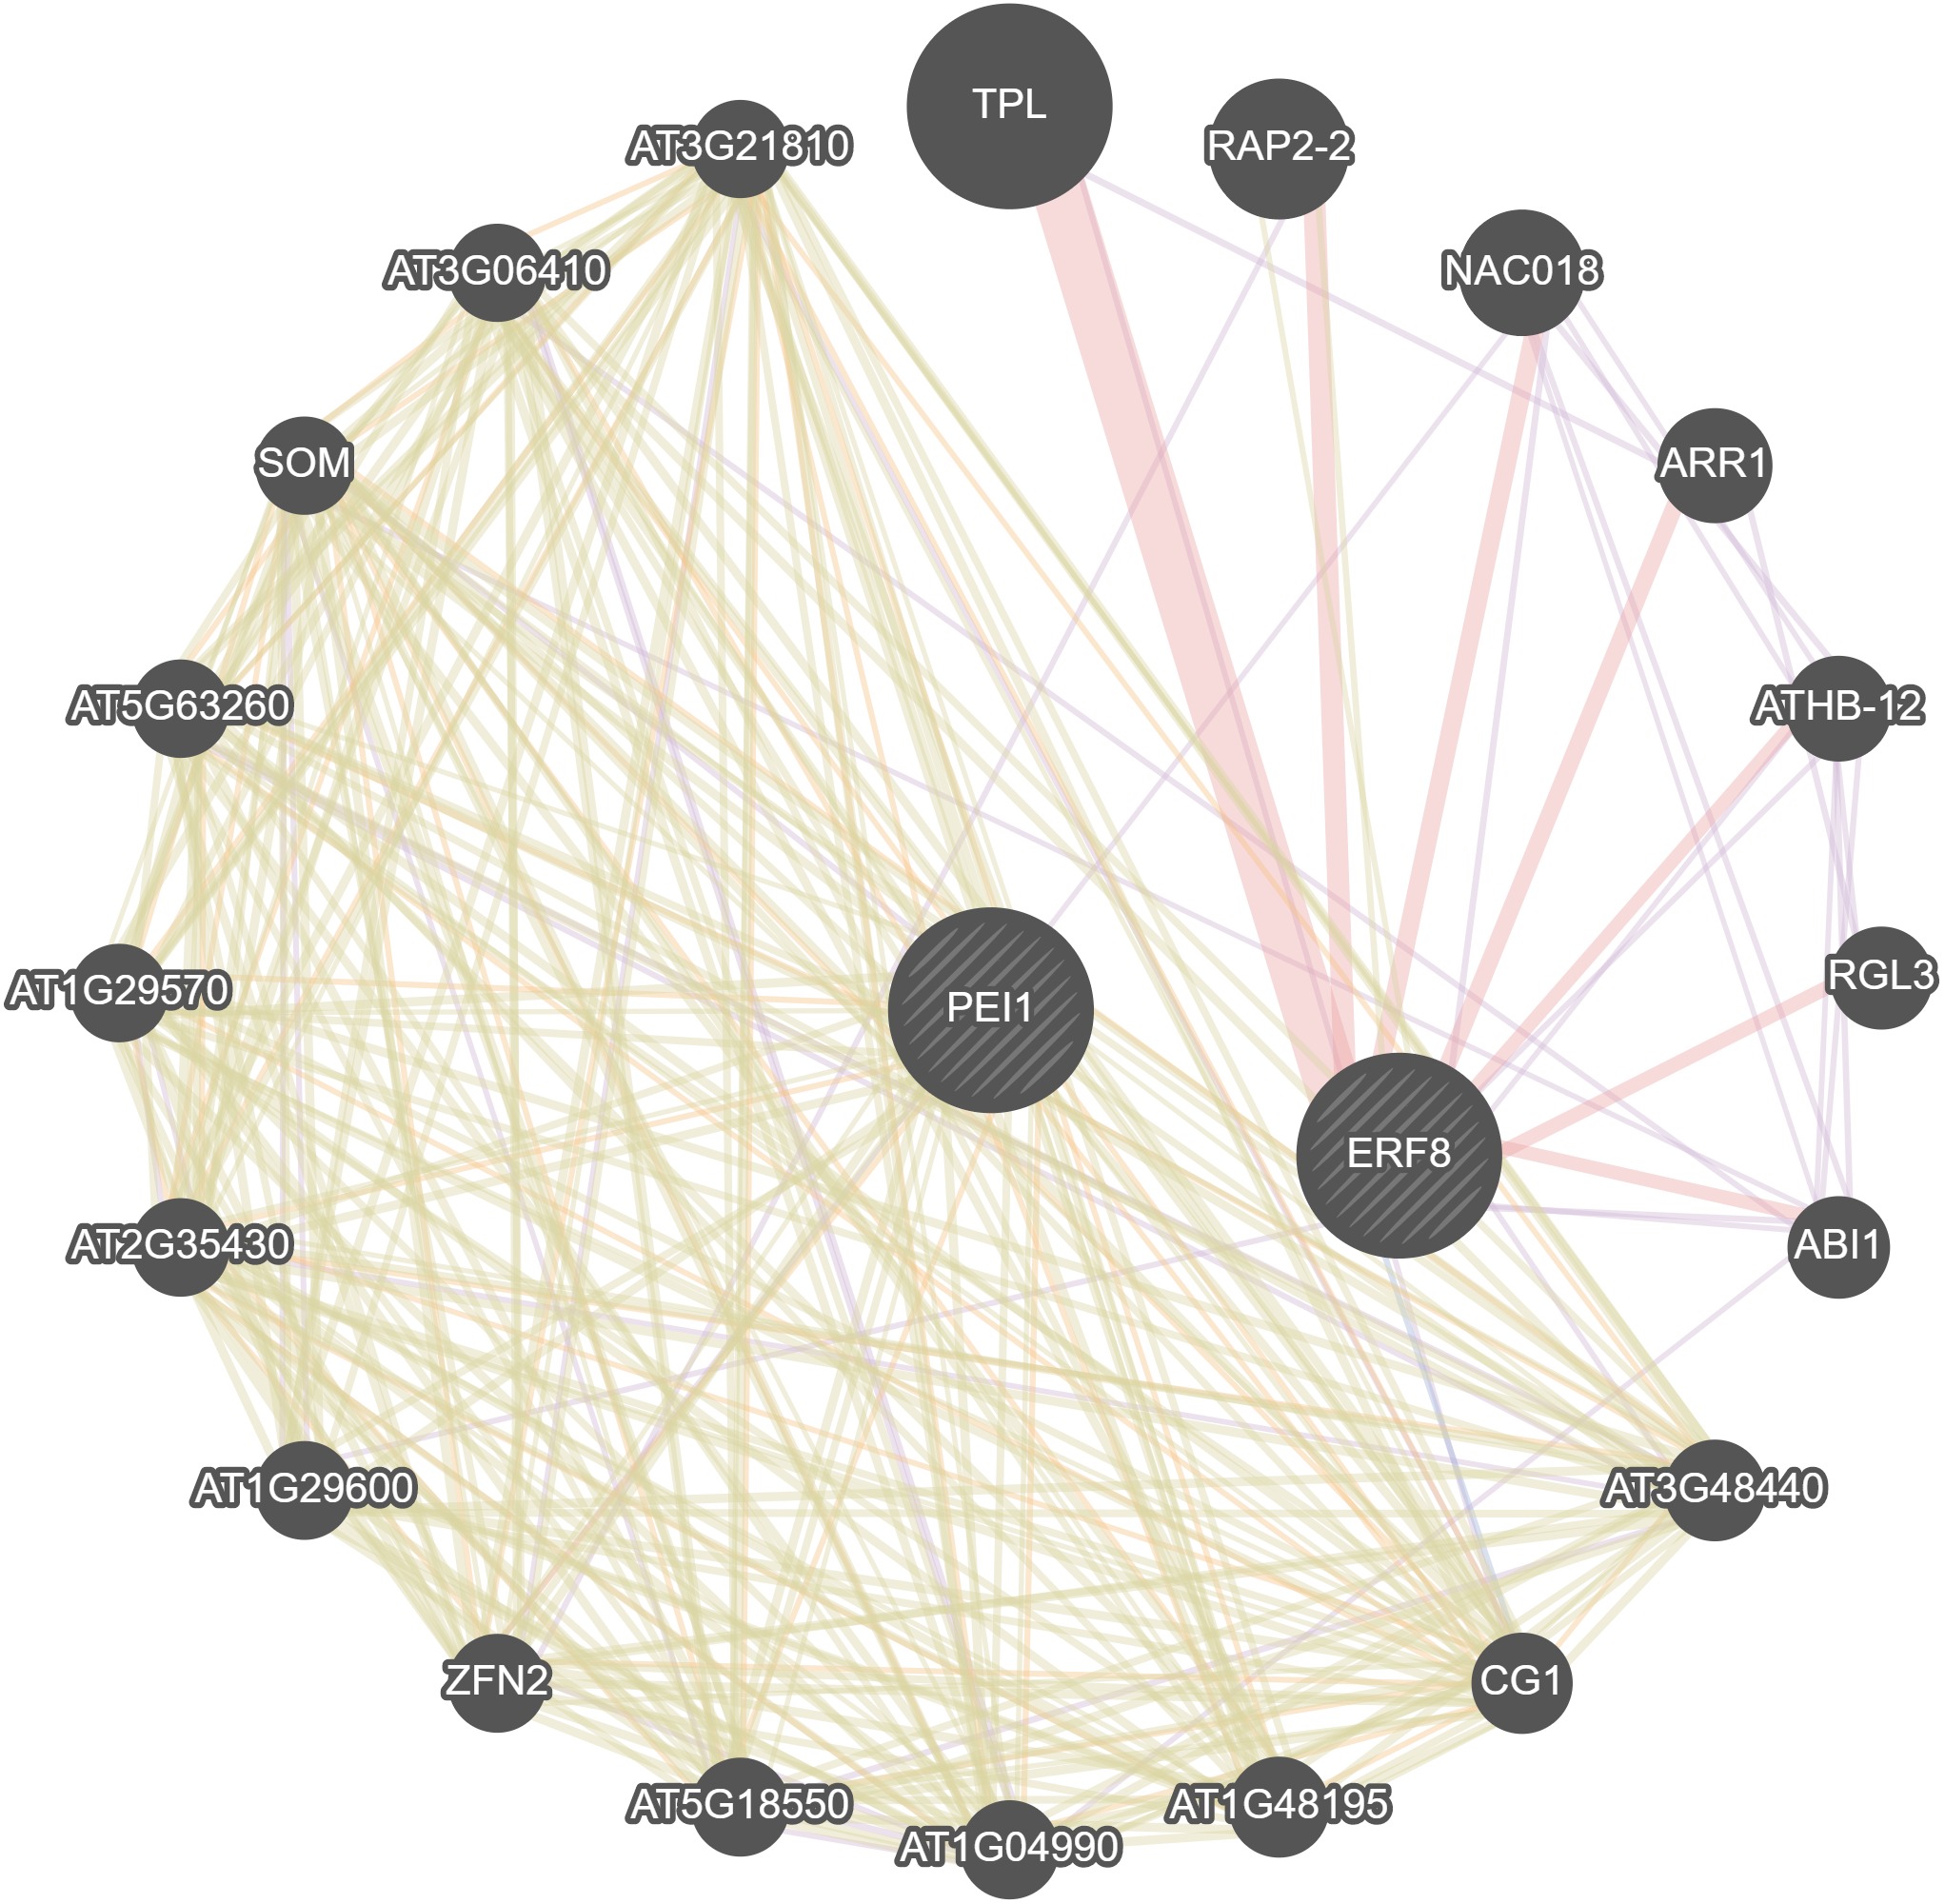 TPL
RAP2-2
AT3G21810
NAC018
AT3G06410
ARR1
SOM
AT5G63260
ATHB-12
RGL3
AT1G29570
PEI1
ERF8
AT2G35430
ABI1
AT1G29600
AT3G48440
ZFN2
CG1
AT5G18550
AT1G48195
AT1G04990